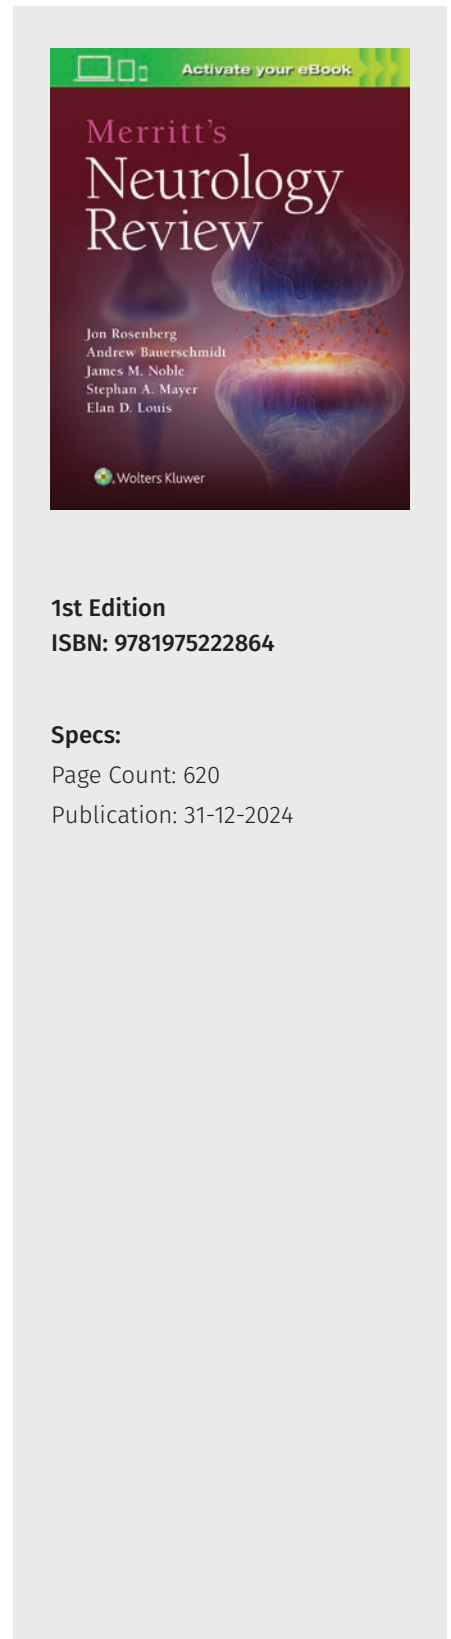 Activate your eBook
Merritt's
Neurology
Review
Jon Rosenberg
Andrew Bauerschmidt
James M. Noble
Stephan A. Mayer
Elan D. Louis
Wolters Kluwer
1st Edition
ISBN: 9781975222864
Specs:
Page Count: 620
Publication: 31-12-2024